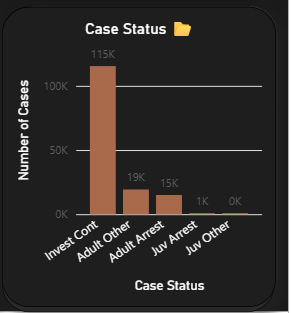 Case Status 📂
Number of Cases
115K
100K
50K
0K
19K
15K
1K
0K
Invest Cont
Adult Other
Adult Arrest
Juv Arrest
Juv Other
Case Status